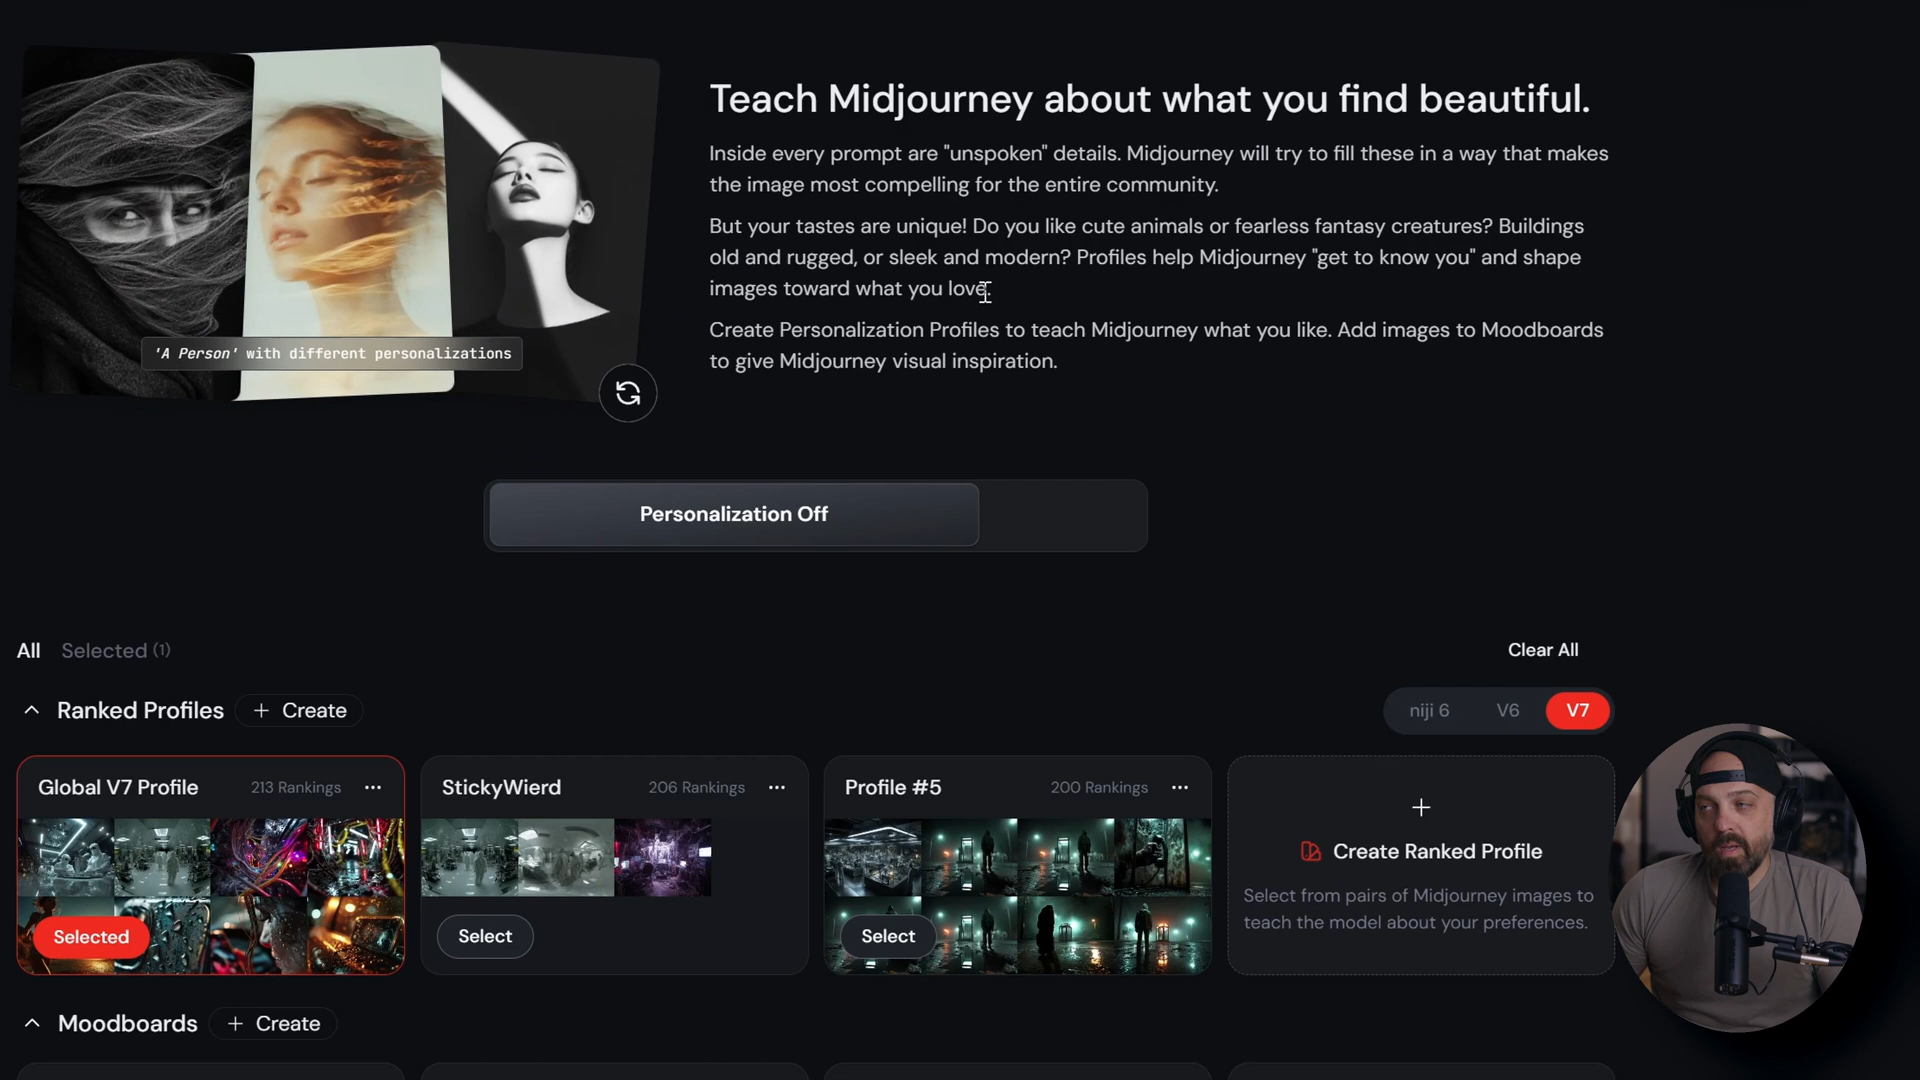 Teach Midjourney about what you find beautiful.
Inside every prompt are "unspoken" details. Midjourney will try to fill these in a way that makes
the image most compelling for the entire community.
But your tastes are unique! Do you like cute animals or fearless fantasy creatures? Buildings
old and rugged, or sleek and modern? Profiles help Midjourney "get to know you" and shape
images toward what you love.
Create Personalization Profiles to teach Midjourney what you like. Add images to Moodboards
to give Midjourney visual inspiration.
'A Person' with different personalizations
Personalization Off
All Selected (1)
Clear All
Ranked Profiles + Create
niji 6 V6 V7
Global V7 Profile 213 Rankings ...
Selected
StickyWierd 206 Rankings ...
Select
Profile #5 200 Rankings ...
Select
+
Create Ranked Profile
Select from pairs of Midjourney images to
teach the model about your preferences.
Moodboards + Create